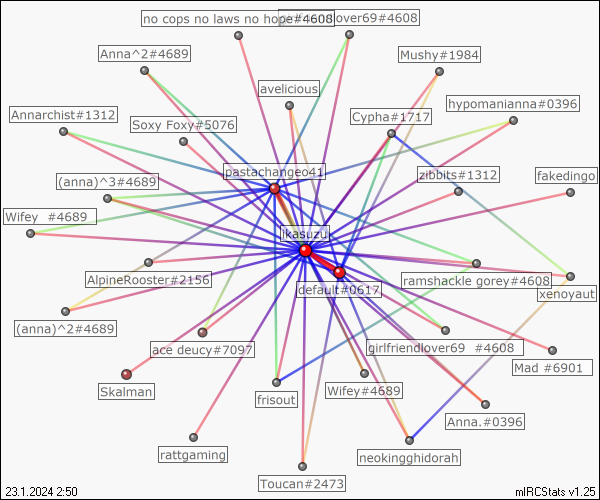 no cops no laws no hope#4608
lover69#4608
Anna^2#4689
Mushy#1984
avelicious
hypomanianna#0396
Annarchist#1312
Soxy Foxy#5076
Cypha#1717
pastachangeo41
(anna)^3#4689
zibbits#1312
fakedingo
Wifey #4689
ikasuzu
AlpineRooster#2156
default#0617
ramshackle gorey#4608
xenoyaut
(anna)^2#4689
ace deucy#7097
girlfriendlover69 #4608
Mad #6901
Skalman
frisout
Wifey#4689
Anna.#0396
rattgaming
neokingghidorah
Toucan#2473
23.1.2024 2:50
mIRCStats v1.25